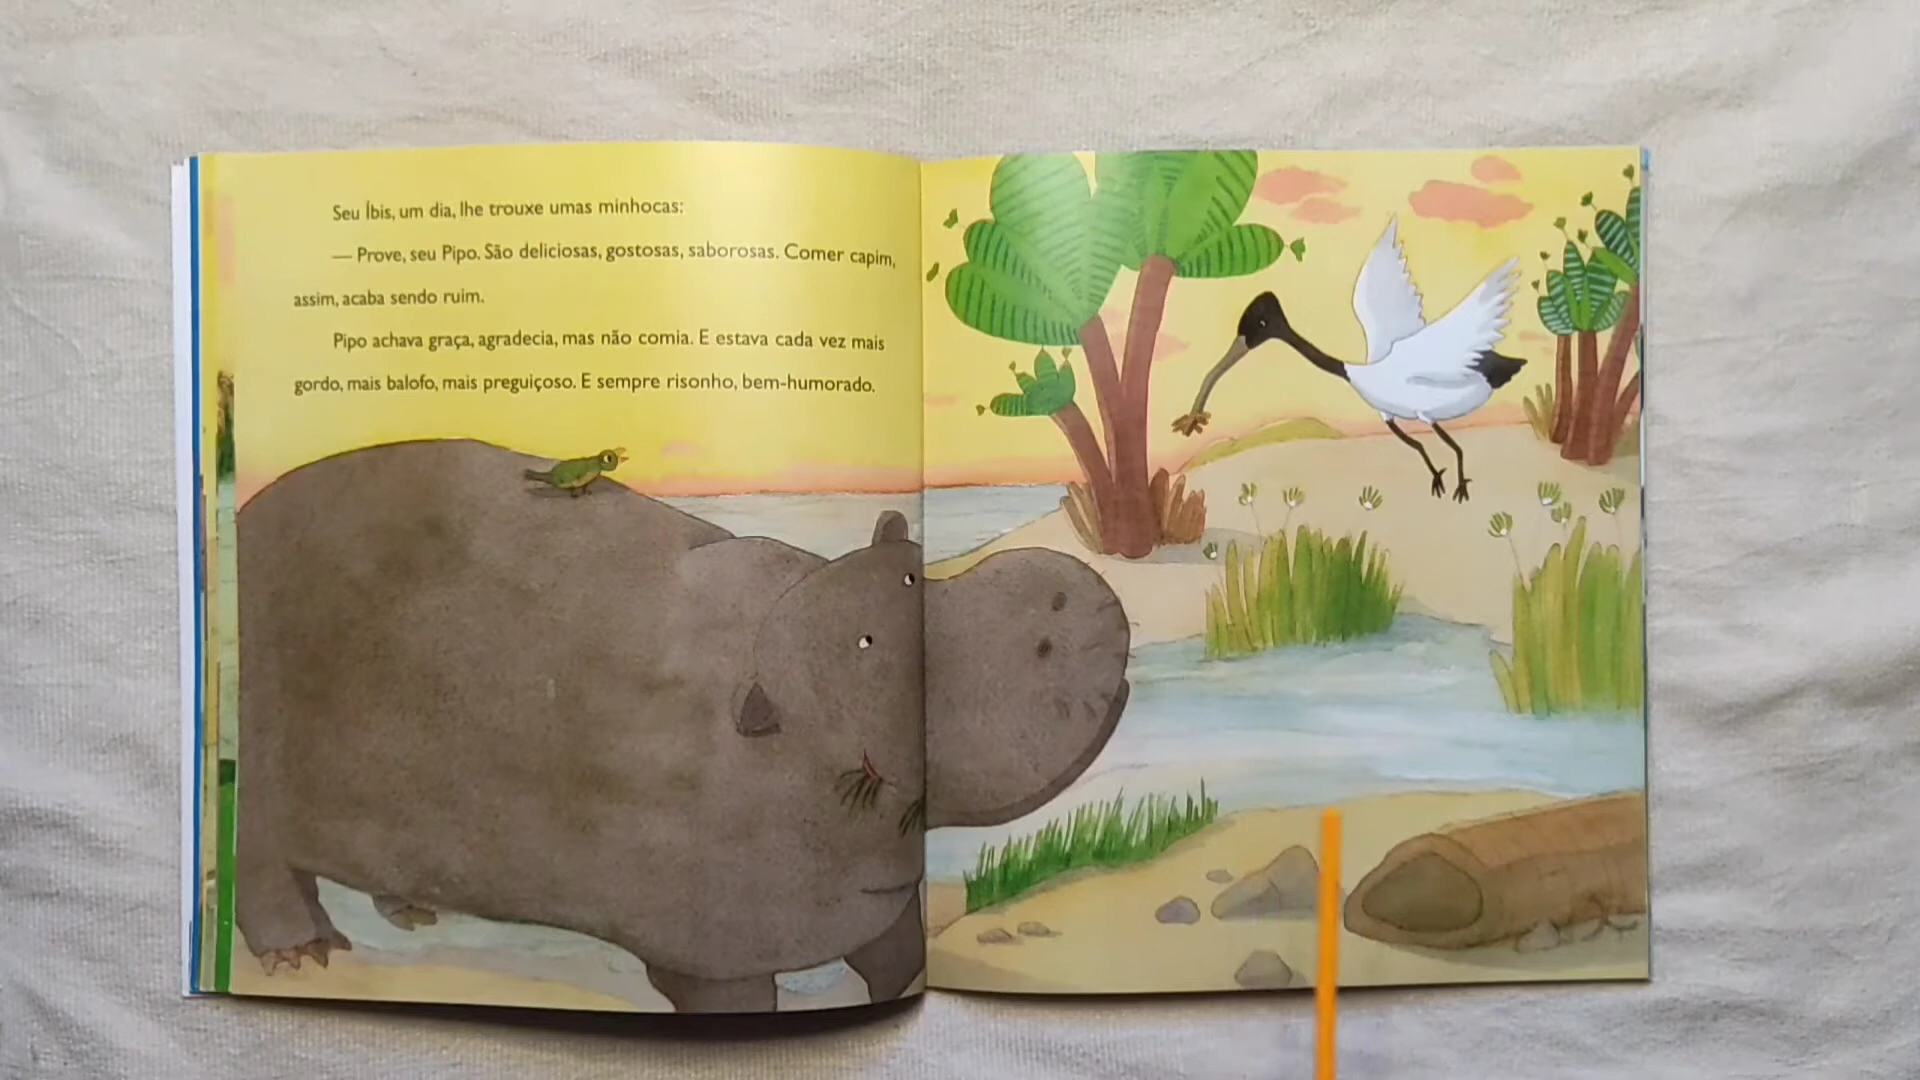 Seu Íbis, um dia, lhe trouxe umas minhocas:
— Prove, seu Pipo. São deliciosas, gostosas, saborosas. Comer capim,
assim, acaba sendo ruim.
Pipo achava graça, agradecia, mas não comia. E estava cada vez mais
gordo, mais balofo, mais preguiçoso. E sempre risonho, bem-humorado.